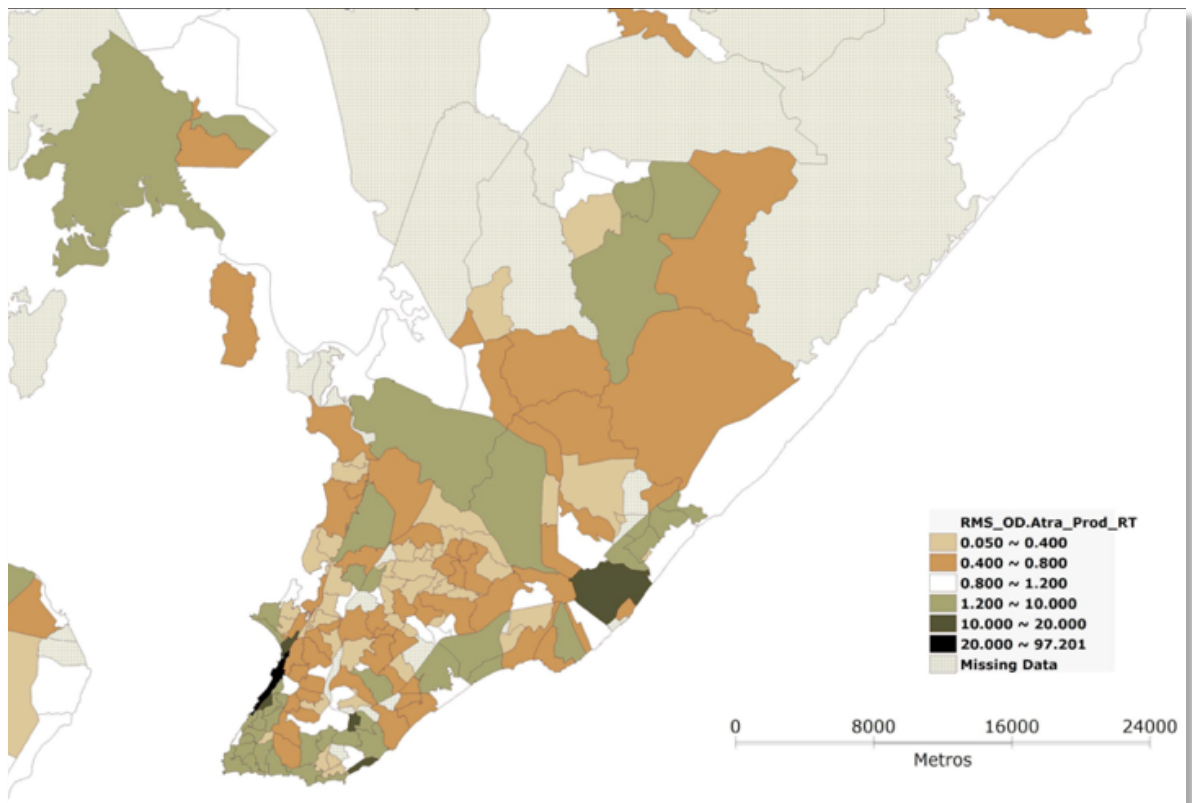 RMS_OD.Atra_Prod_RT
0.050 ~ 0.400
0.400 ~ 0.800
0.800 ~ 1.200
1.200 ~ 10.000
10.000 ~ 20.000
20.000 ~ 97.201
Missing Data
0 8000 16000 24000
Metros